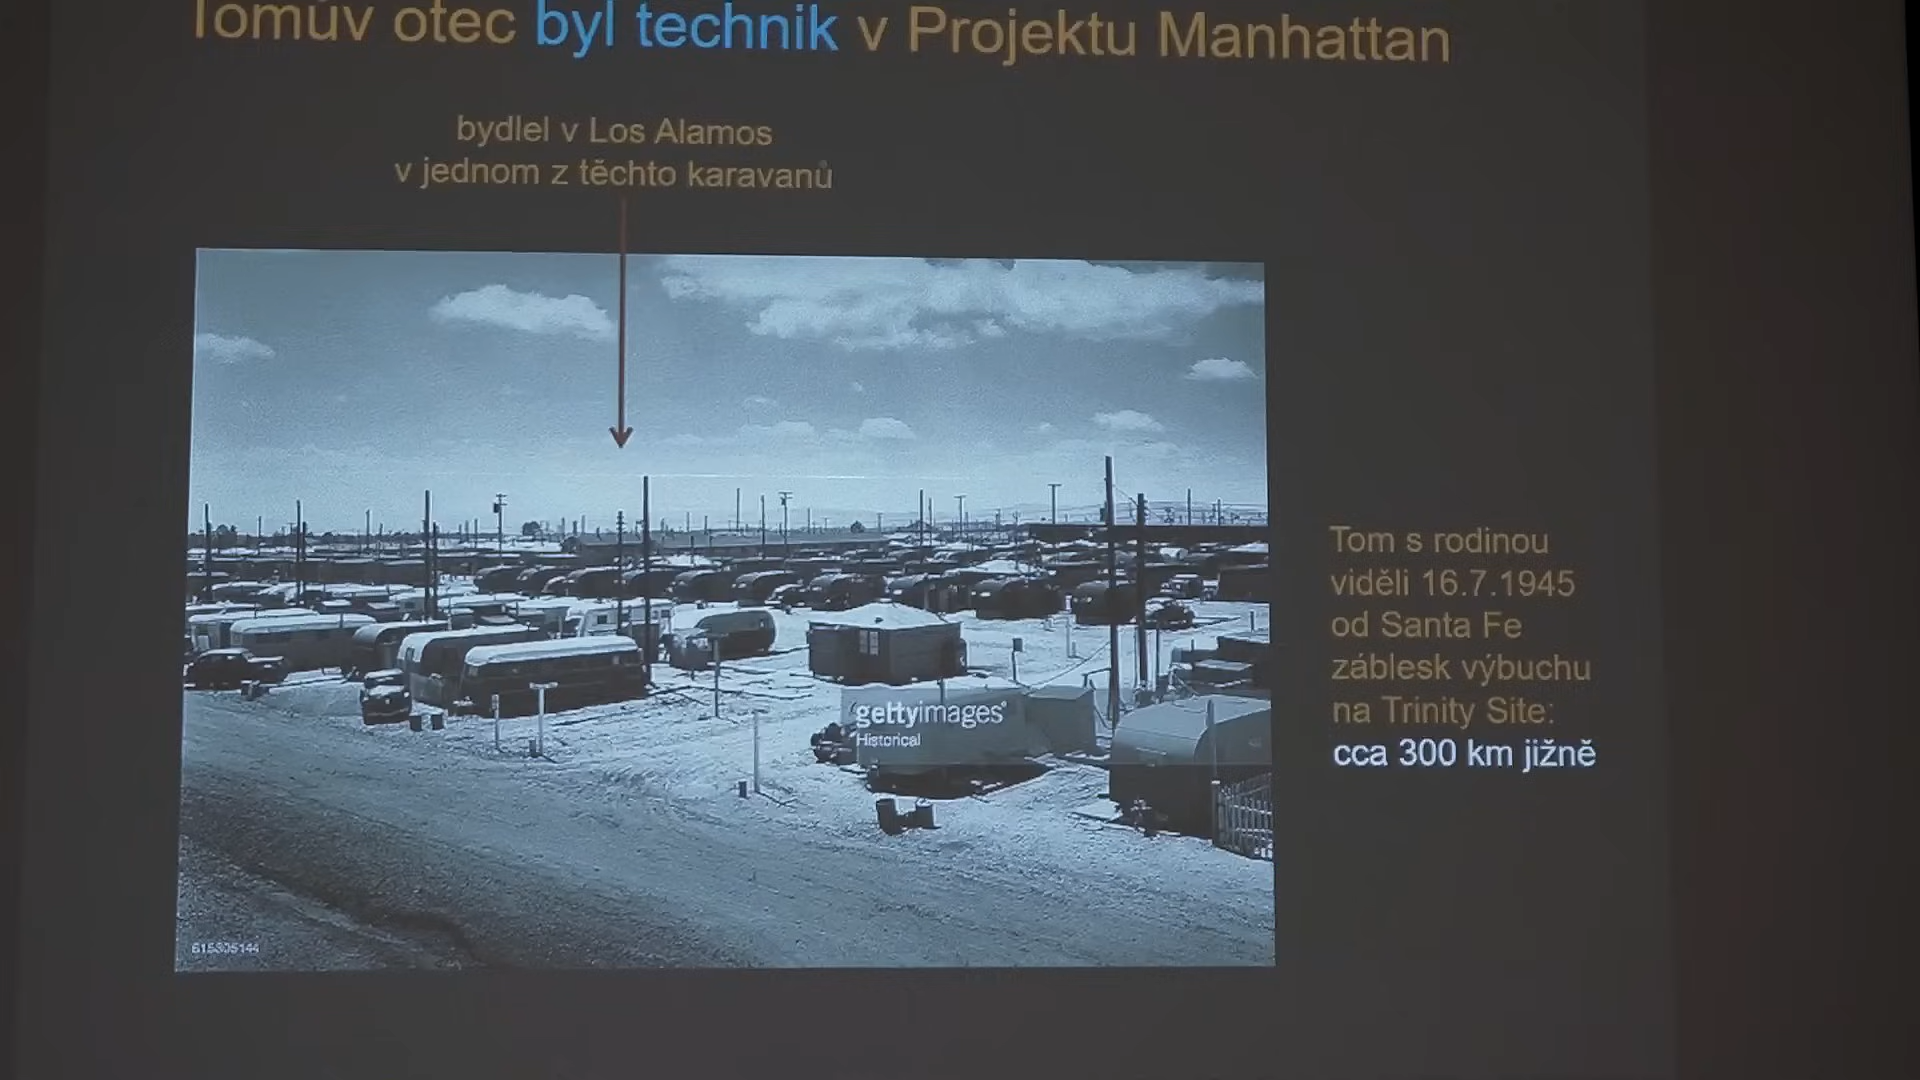 Tomův otec byl technik v Projektu Manhattan
bydlel v Los Alamos
v jednom z těchto karavanů
Tom s rodinou
viděli 16.7.1945
od Santa Fe
záblesk výbuchu
na Trinity Site:
cca 300 km jižně
gettyimages®
Historical
615305144